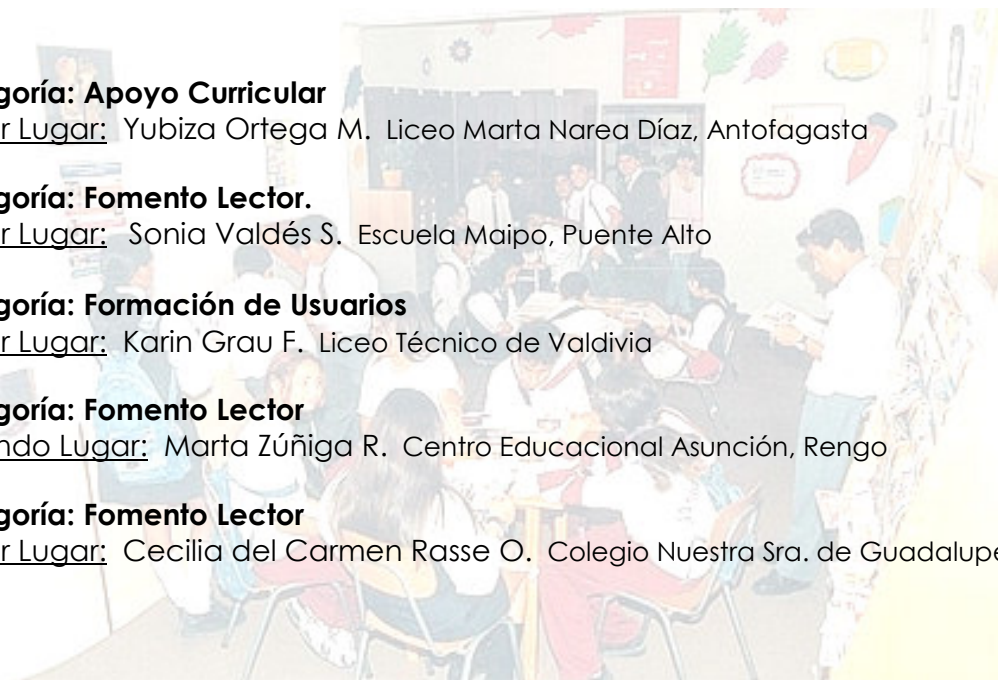 goría: Apoyo Curricular
r Lugar: Yubiza Ortega M. Liceo Marta Narea Díaz, Antofagasta
goría: Fomento Lector.
r Lugar: Sonia Valdés S. Escuela Maipo, Puente Alto
goría: Formación de Usuarios
r Lugar: Karin Grau F. Liceo Técnico de Valdivia
goría: Fomento Lector
ndo Lugar: Marta Zúñiga R. Centro Educacional Asunción, Rengo
goría: Fomento Lector
r Lugar: Cecilia del Carmen Rasse O. Colegio Nuestra Sra. de Guadalupe